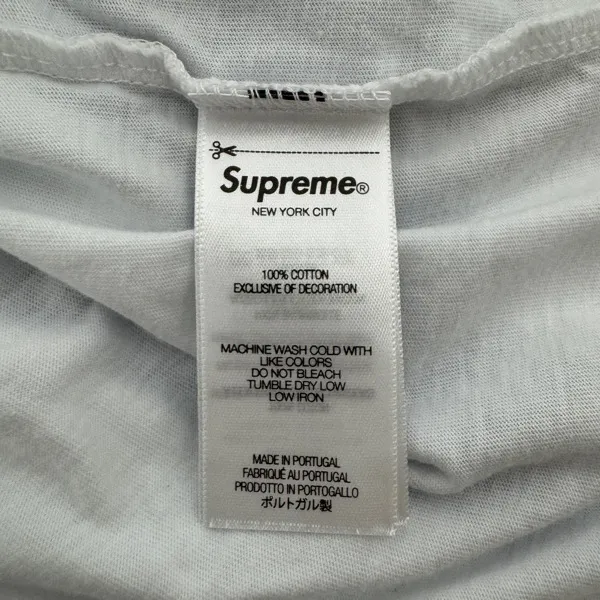 Supreme®
NEW YORK CITY
100% COTTON
EXCLUSIVE OF DECORATION
MACHINE WASH COLD WITH
LIKE COLORS
DO NOT BLEACH
TUMBLE DRY LOW
LOW IRON
MADE IN PORTUGAL
FABRIQUÉ AU PORTUGAL
PRODOTTO IN PORTOGALLO
ポルトガル製